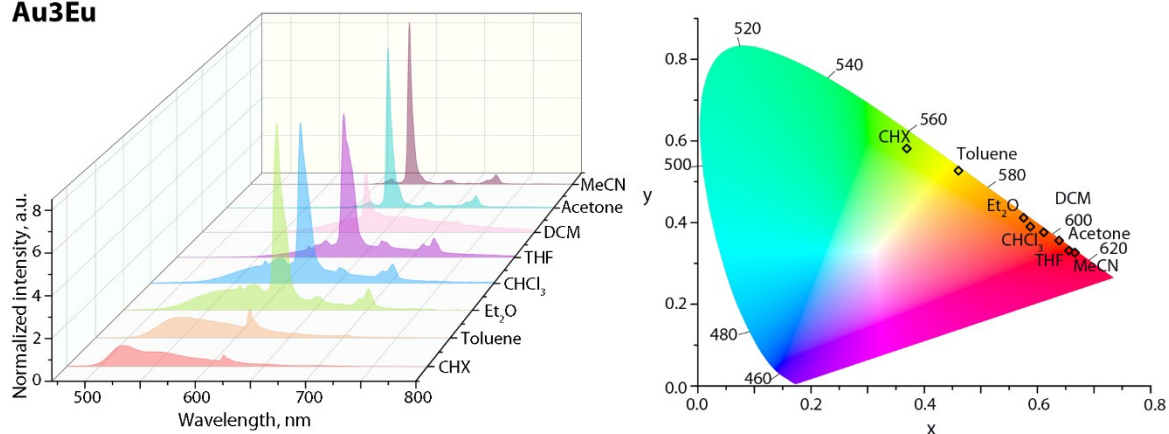 Au3Eu
Normalized intensity, a.u.
8
6
4
2
0
500
600
700
800
Wavelength, nm
MeCN
Acetone
DCM
THF
CHCl₃
Et₂O
Toluene
CHX
y
0.8
0.6
0.4
0.2
0.0
0.0
0.2
0.4
0.6
0.8
x
520
540
560
500
580
600
620
480
460
CHX
Toluene
Et₂O
DCM
CHCl₃
Acetone
THF
MeCN